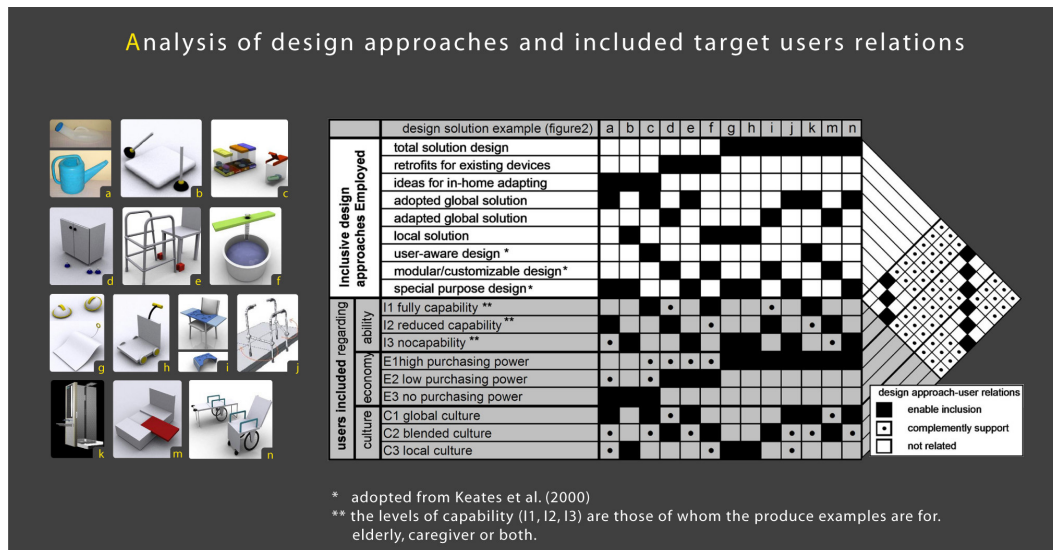 Analysis of design approaches and included target users relations
a
b
c
d
e
f
g
h
i
j
k
m
n
design solution example (figure2) a b c d e f g h i j k m n
Inclusive design approaches Employed
total solution design
retrofits for existing devices
ideas for in-home adapting
adopted global solution
adapted global solution
local solution
user-aware design *
modular/customizable design*
special purpose design*
users included regarding
ability
I1 fully capability **
I2 reduced capability **
I3 nocapability **
economy
E1high purchasing power
E2 low purchasing power
E3 no purchasing power
culture
C1 global culture
C2 blended culture
C3 local culture
design approach-user relations
enable inclusion
complemently support
not related
* adopted from Keates et al. (2000)
** the levels of capability (I1, I2, I3) are those of whom the produce examples are for.
elderly, caregiver or both.